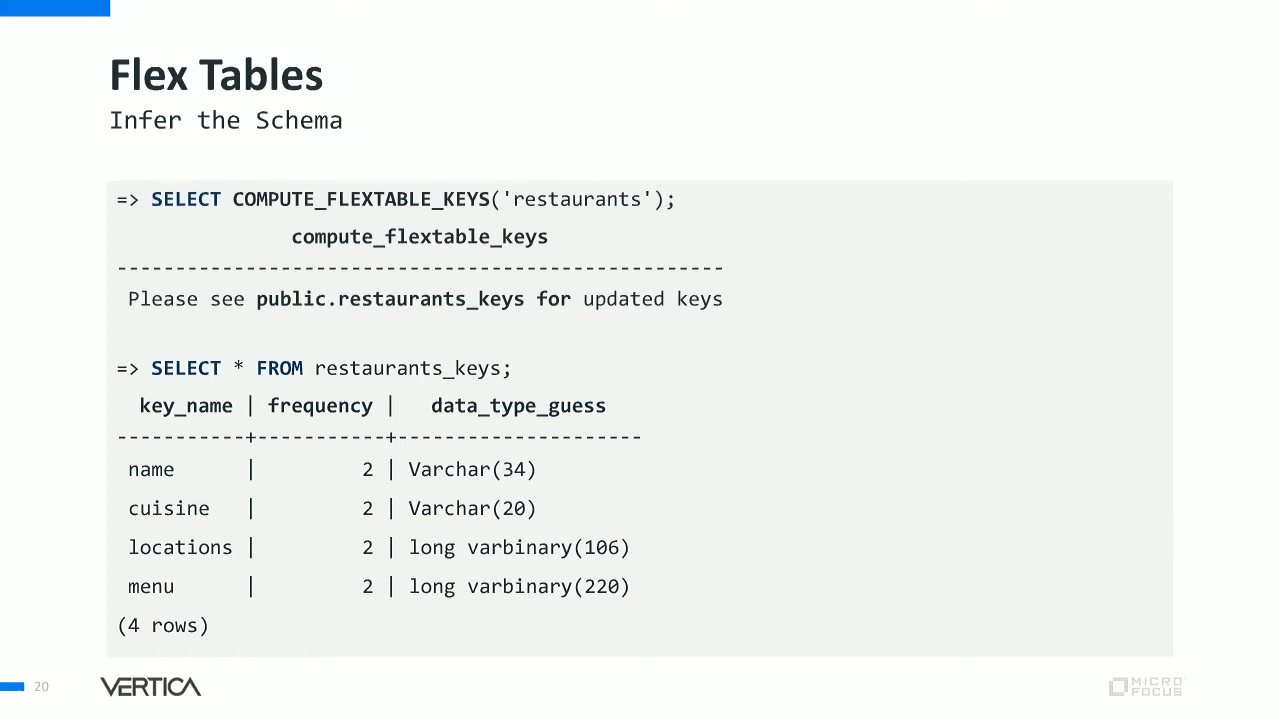 Flex Tables
Infer the Schema
=> SELECT COMPUTE_FLEXTABLE_KEYS('restaurants');
compute_flextable_keys
----------------------------------------------------
Please see public.restaurants_keys for updated keys
=> SELECT * FROM restaurants_keys;
key_name | frequency | data_type_guess
-----------+-----------+---------------------
name | 2 | Varchar(34)
cuisine | 2 | Varchar(20)
locations | 2 | long varbinary(106)
menu | 2 | long varbinary(220)
(4 rows)
20
VERTICA
MICRO
FOCUS